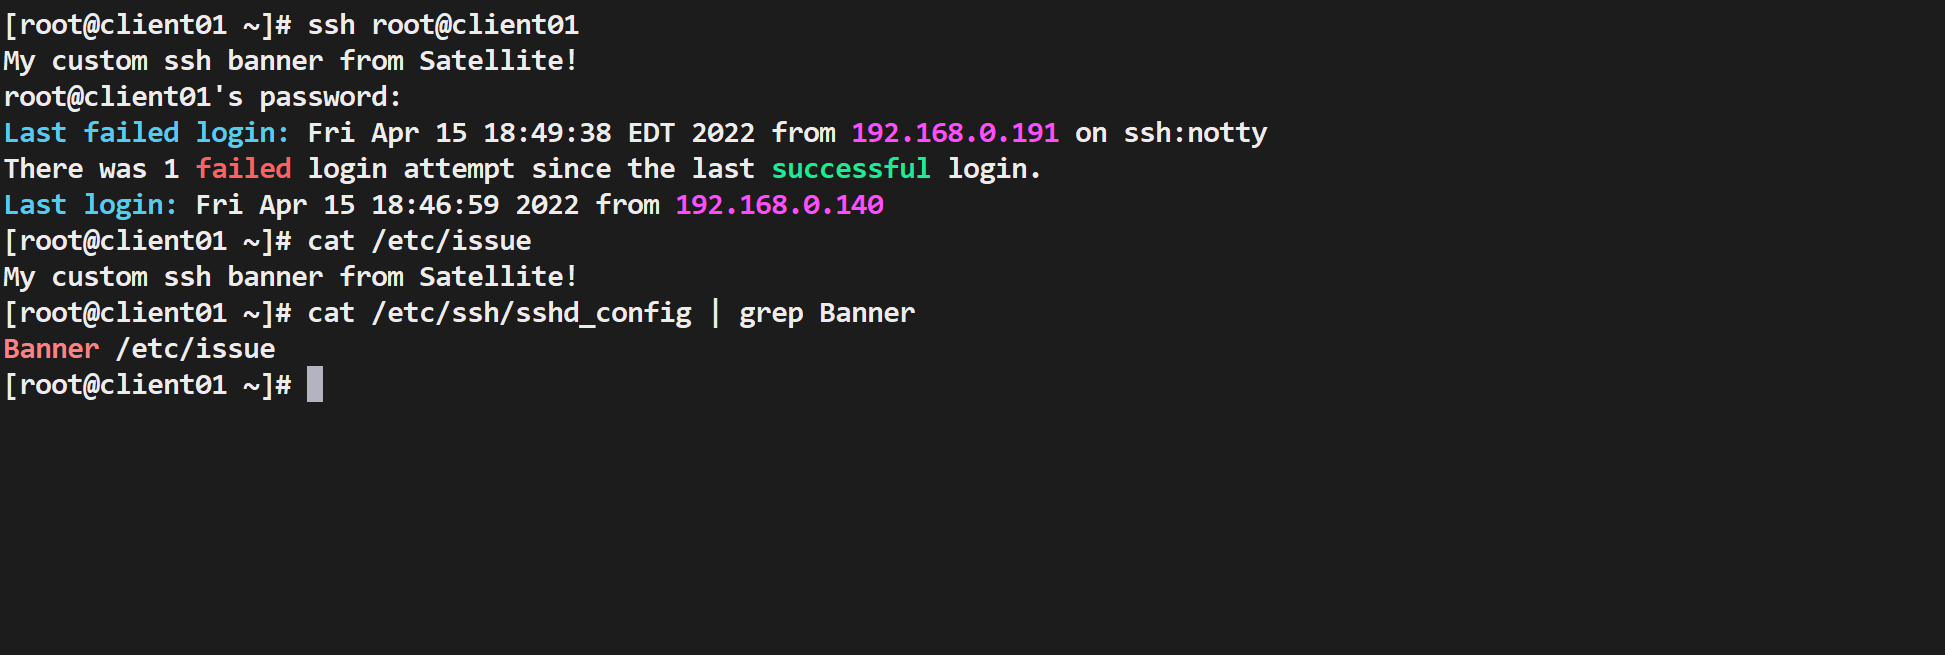 [root@client01 ~]# ssh root@client01
My custom ssh banner from Satellite!
root@client01's password:
Last failed login: Fri Apr 15 18:49:38 EDT 2022 from 192.168.0.191 on ssh:notty
There was 1 failed login attempt since the last successful login.
Last login: Fri Apr 15 18:46:59 2022 from 192.168.0.140
[root@client01 ~]# cat /etc/issue
My custom ssh banner from Satellite!
[root@client01 ~]# cat /etc/ssh/sshd_config | grep Banner
Banner /etc/issue
[root@client01 ~]#